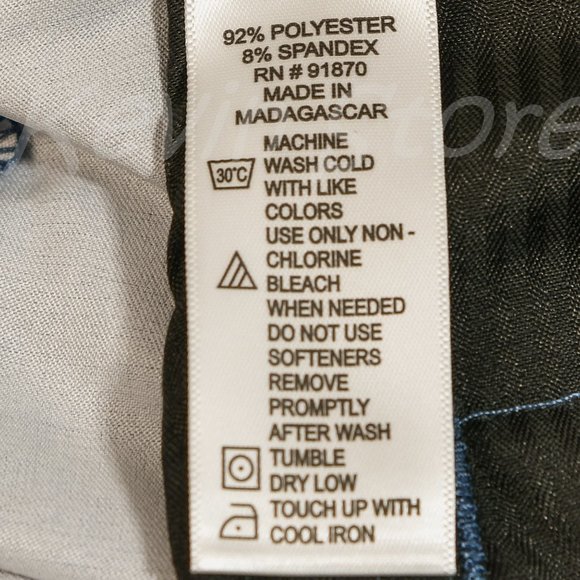 92% POLYESTER
8% SPANDEX
RN # 91870
MADE IN
MADAGASCAR
MACHINE
30°C WASH COLD
WITH LIKE
COLORS
USE ONLY NON -
CHLORINE
BLEACH
WHEN NEEDED
DO NOT USE
SOFTENERS
REMOVE
PROMPTLY
AFTER WASH
TUMBLE
DRY LOW
TOUCH UP WITH
COOL IRON
Store